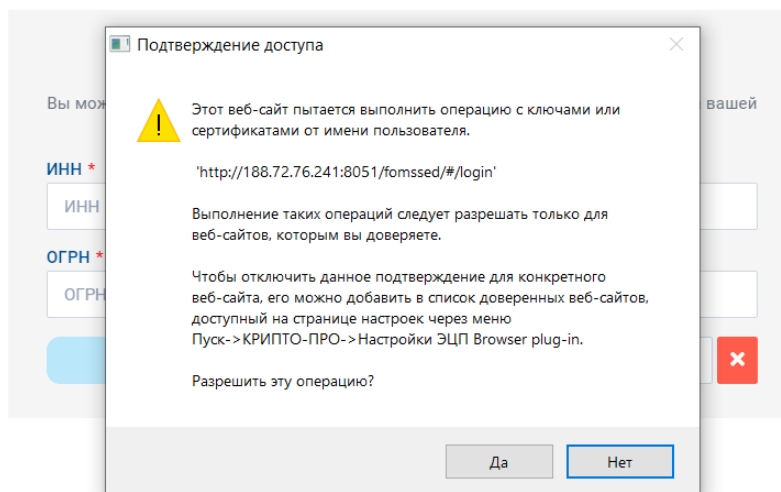 Подтверждение доступа
Вы мож
вашей
Этот веб-сайт пытается выполнить операцию с ключами или
сертификатами от имени пользователя.
ИНН *
'http://188.72.76.241:8051/fomssed/#/login'
ИНН
Выполнение таких операций следует разрешать только для
веб-сайтов, которым вы доверяете.
ОГРН *
Чтобы отключить данное подтверждение для конкретного
ОГРН
веб-сайта, его можно добавить в список доверенных веб-сайтов,
доступный на странице настроек через меню
Пуск->КРИПТО-ПРО->Настройки ЭЦП Browser plug-in.
Разрешить эту операцию?
Да
Нет